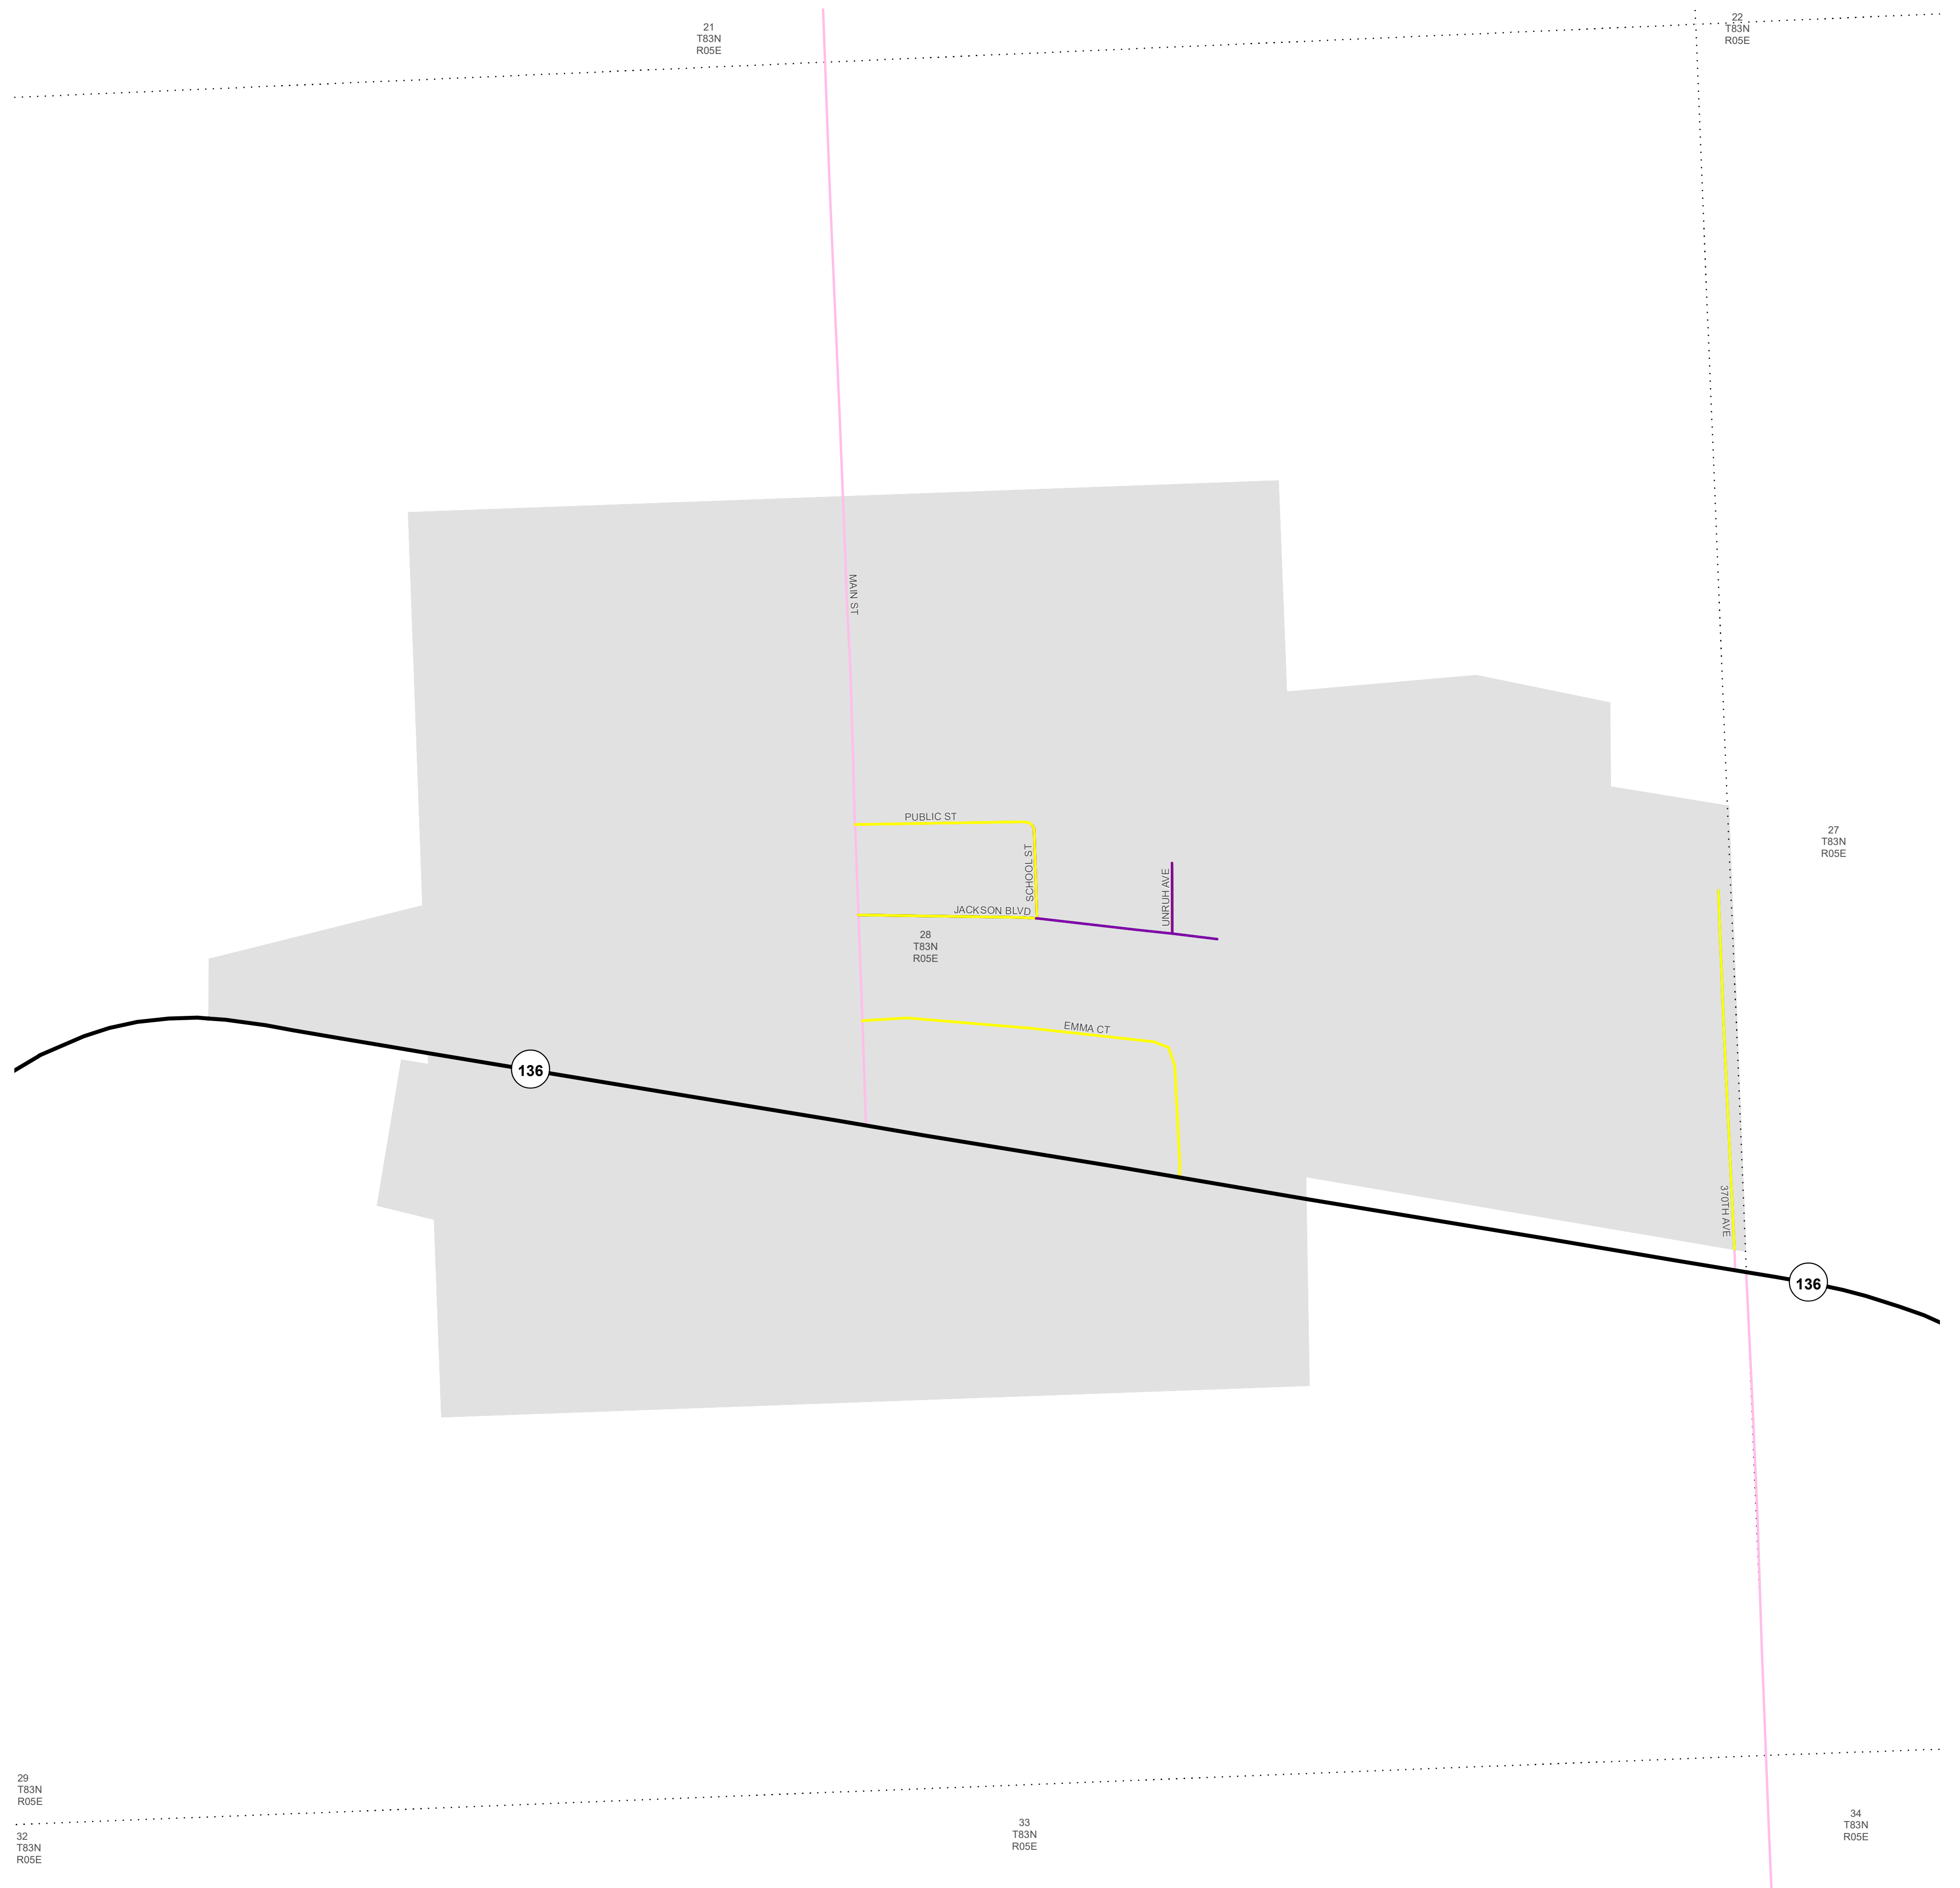 21
T83N
R05E
22
T83N
R05E
MAIN ST
PUBLIC ST
27
T83N
R05E
SCHOOL ST
UNRUH AVE
JACKSON BLVD
28
T83N
R05E
EMMA CT
136
370TH AVE
136
29
T83N
R05E
32
T83N
R05E
33
T83N
R05E
34
T83N
R05E